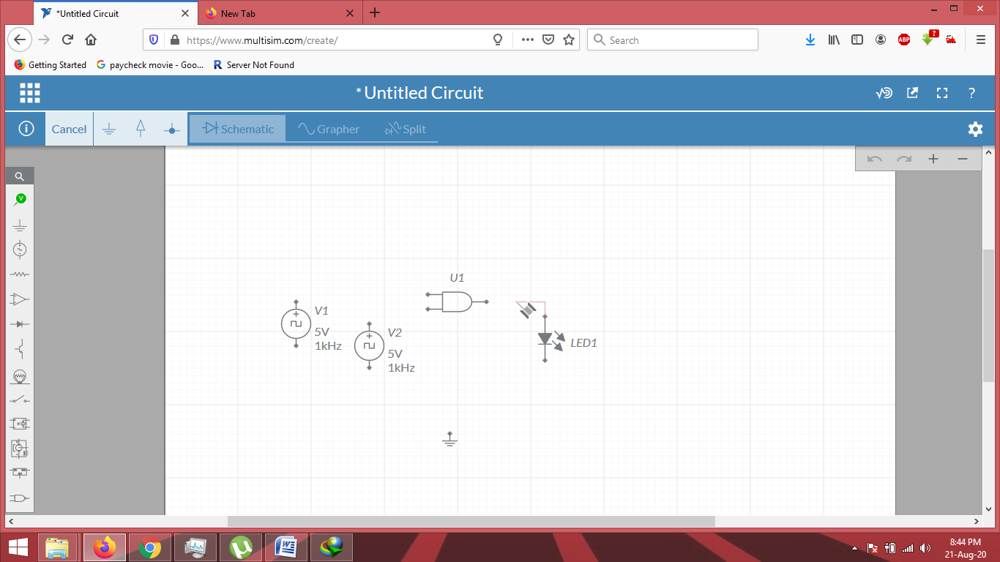 *Untitled Circuit
New Tab
https://www.multisim.com/create/
Search
ABP
?
Getting Started
paycheck movie - Goo...
R Server Not Found
* Untitled Circuit
?
Cancel
Schematic
Grapher
Split
V
U1
V1
5V
1kHz
V2
5V
1kHz
LED1
8:44 PM
21-Aug-20